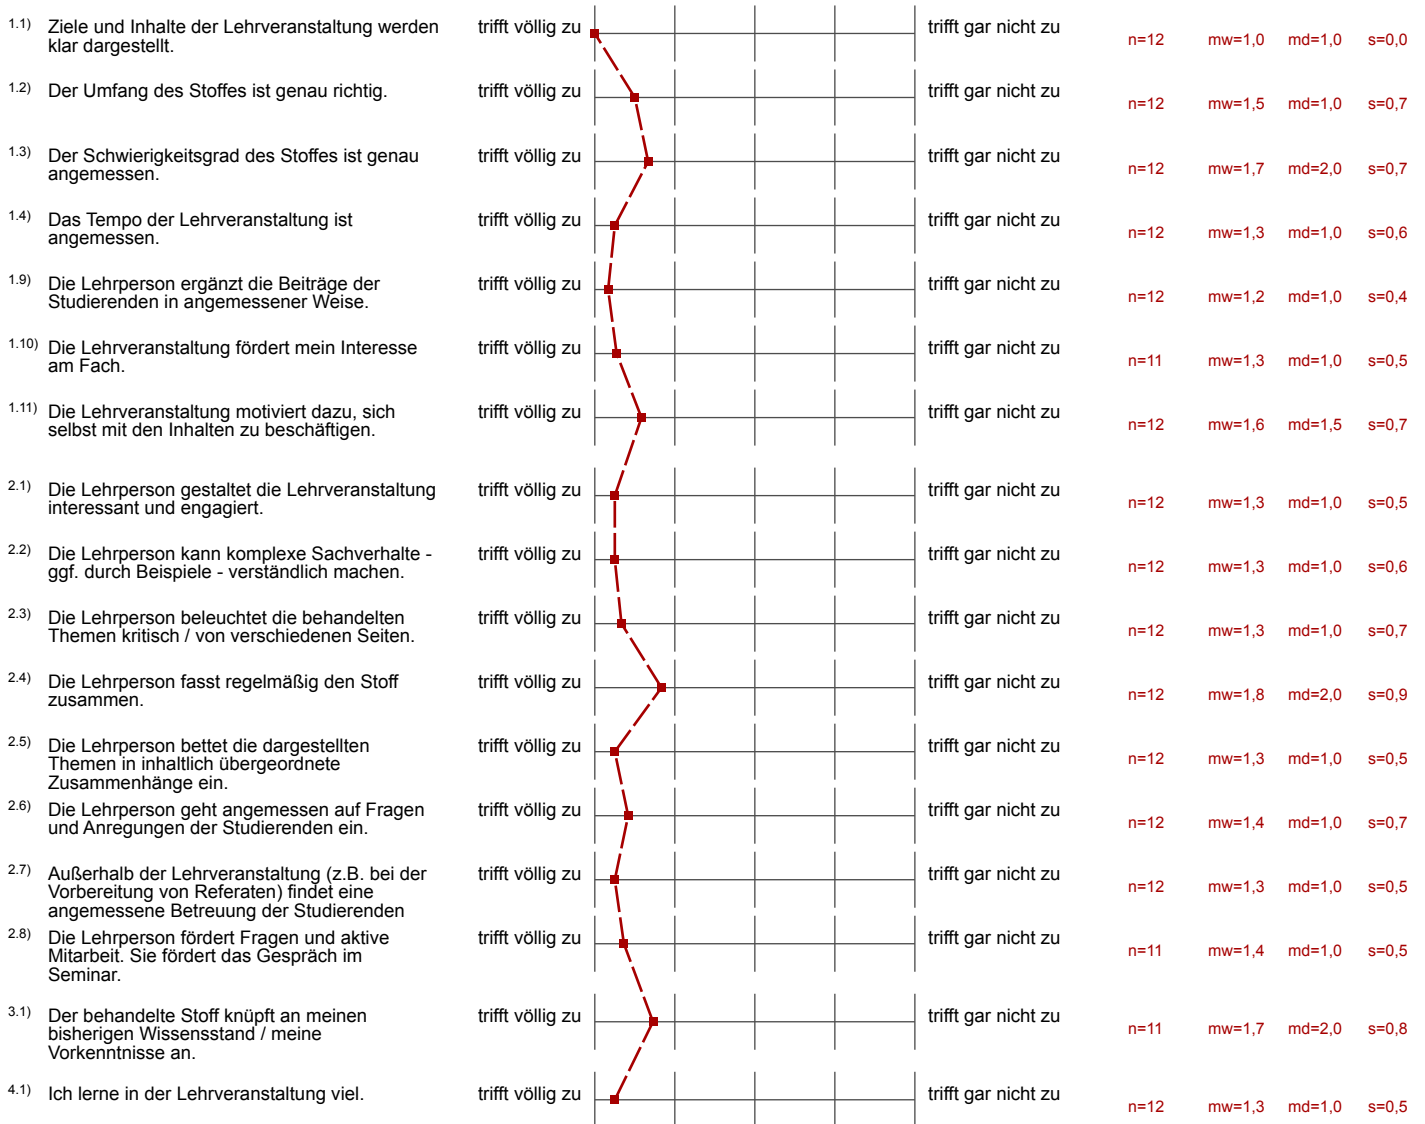 1.1) Ziele und Inhalte der Lehrveranstaltung werden klar dargestellt. trifft völlig zu trifft gar nicht zu n=12 mw=1,0 md=1,0 s=0,0
1.2) Der Umfang des Stoffes ist genau richtig. trifft völlig zu trifft gar nicht zu n=12 mw=1,5 md=1,0 s=0,7
1.3) Der Schwierigkeitsgrad des Stoffes ist genau angemessen. trifft völlig zu trifft gar nicht zu n=12 mw=1,7 md=2,0 s=0,7
1.4) Das Tempo der Lehrveranstaltung ist angemessen. trifft völlig zu trifft gar nicht zu n=12 mw=1,3 md=1,0 s=0,6
1.9) Die Lehrperson ergänzt die Beiträge der Studierenden in angemessener Weise. trifft völlig zu trifft gar nicht zu n=12 mw=1,2 md=1,0 s=0,4
1.10) Die Lehrveranstaltung fördert mein Interesse am Fach. trifft völlig zu trifft gar nicht zu n=11 mw=1,3 md=1,0 s=0,5
1.11) Die Lehrveranstaltung motiviert dazu, sich selbst mit den Inhalten zu beschäftigen. trifft völlig zu trifft gar nicht zu n=12 mw=1,6 md=1,5 s=0,7
2.1) Die Lehrperson gestaltet die Lehrveranstaltung interessant und engagiert. trifft völlig zu trifft gar nicht zu n=12 mw=1,3 md=1,0 s=0,5
2.2) Die Lehrperson kann komplexe Sachverhalte - ggf. durch Beispiele - verständlich machen. trifft völlig zu trifft gar nicht zu n=12 mw=1,3 md=1,0 s=0,6
2.3) Die Lehrperson beleuchtet die behandelten Themen kritisch / von verschiedenen Seiten. trifft völlig zu trifft gar nicht zu n=12 mw=1,3 md=1,0 s=0,7
2.4) Die Lehrperson fasst regelmäßig den Stoff zusammen. trifft völlig zu trifft gar nicht zu n=12 mw=1,8 md=2,0 s=0,9
2.5) Die Lehrperson bettet die dargestellten Themen in inhaltlich übergeordnete Zusammenhänge ein. trifft völlig zu trifft gar nicht zu n=12 mw=1,3 md=1,0 s=0,5
2.6) Die Lehrperson geht angemessen auf Fragen und Anregungen der Studierenden ein. trifft völlig zu trifft gar nicht zu n=12 mw=1,4 md=1,0 s=0,7
2.7) Außerhalb der Lehrveranstaltung (z.B. bei der Vorbereitung von Referaten) findet eine angemessene Betreuung der Studierenden trifft völlig zu trifft gar nicht zu n=12 mw=1,3 md=1,0 s=0,5
2.8) Die Lehrperson fördert Fragen und aktive Mitarbeit. Sie fördert das Gespräch im Seminar. trifft völlig zu trifft gar nicht zu n=11 mw=1,4 md=1,0 s=0,5
3.1) Der behandelte Stoff knüpft an meinen bisherigen Wissensstand / meine Vorkenntnisse an. trifft völlig zu trifft gar nicht zu n=11 mw=1,7 md=2,0 s=0,8
4.1) Ich lerne in der Lehrveranstaltung viel. trifft völlig zu trifft gar nicht zu n=12 mw=1,3 md=1,0 s=0,5